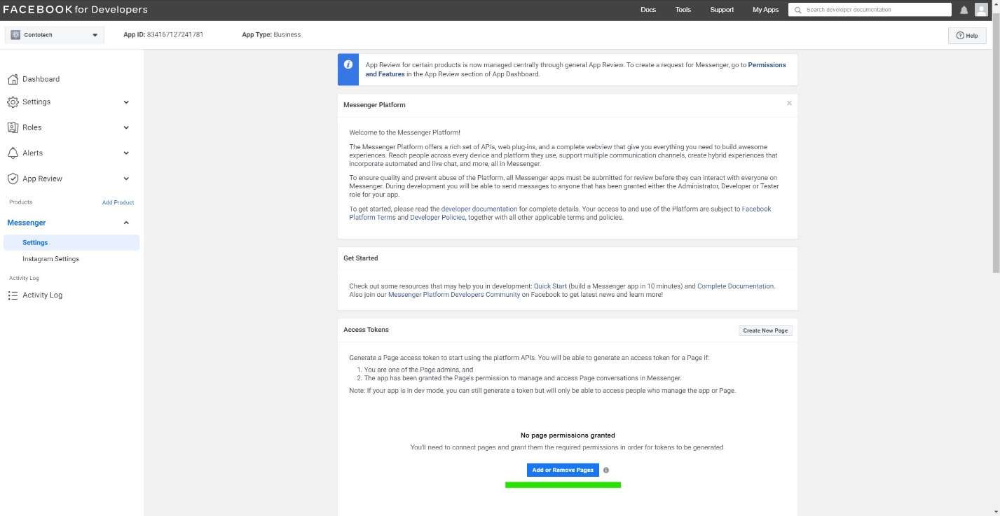 FACEBOOK for Developers
Docs
Tools
Support
My Apps
Search developer documentation
Contotech
App ID: 834167127241781
App Type: Business
Help
Dashboard
Settings
Roles
Alerts
App Review
Products
Add Product
Messenger
Settings
Instagram Settings
Activity Log
Activity Log
App Review for certain products is now managed centrally through general App Review. To create a request for Messenger, go to Permissions
and Features in the App Review section of App Dashboard.
Messenger Platform
Welcome to the Messenger Platform!
The Messenger Platform offers a rich set of APIs, web plug-ins, and a complete webview that give you everything you need to build awesome
experiences. Reach people across every device and platform they use, support multiple communication channels, create hybrid experiences that
incorporate automated and live chat, and more, all in Messenger.
To ensure quality and prevent abuse of the Platform, all Messenger apps must be submitted for review before they can interact with everyone on
Messenger. During development you will be able to send messages to anyone that has been granted either the Administrator, Developer or Tester
role for your app.
To get started, please read the developer documentation for complete details. Your access to and use of the Platform are subject to Facebook
Platform Terms and Developer Policies, together with all other applicable terms and policies.
Get Started
Check out some resources that may help you in development: Quick Start (build a Messenger app in 10 minutes) and Complete Documentation.
Also join our Messenger Platform Developers Community on Facebook to get latest news and learn more!
Access Tokens
Create New Page
Generate a Page access token to start using the platform APIs. You will be able to generate an access token for a Page if:
1. You are one of the Page admins, and
2. The app has been granted the Page's permission to manage and access Page conversations in Messenger.
Note: If your app is in dev mode, you can still generate a token but will only be able to access people who manage the app or Page.
No page permissions granted
You'll need to connect pages and grant them the required permissions in order for tokens to be generated.
Add or Remove Pages